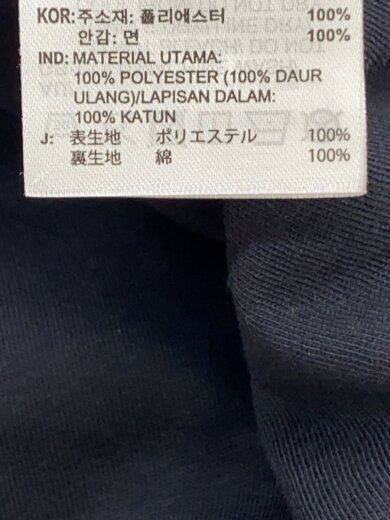 KOR:주소재: 폴리에스터 100%
안감: 면 100%
IND: MATERIAL UTAMA:
100% POLYESTER (100% DAUR
ULANG)/LAPISAN DALAM:
100% KATUN
J: 表生地 ポリエステル 100%
裏生地 綿 100%